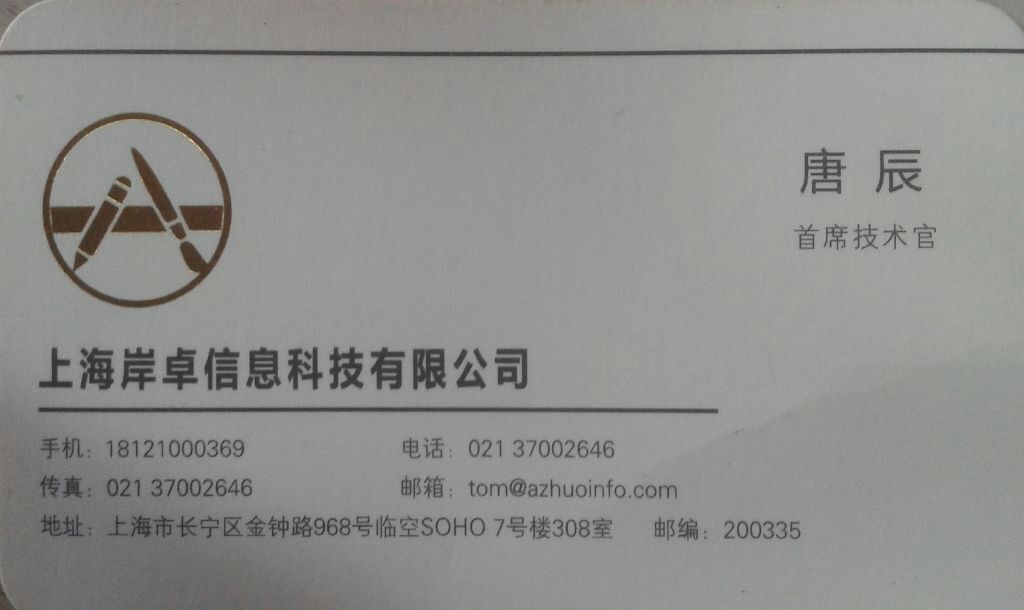 唐辰
首席技术官
上海岸卓信息科技有限公司
手机：18121000369 电话：021 37002646
传真：021 37002646 邮箱：tom@azhuoinfo.com
地址：上海市长宁区金钟路968号临空SOHO 7号楼308室 邮编：200335